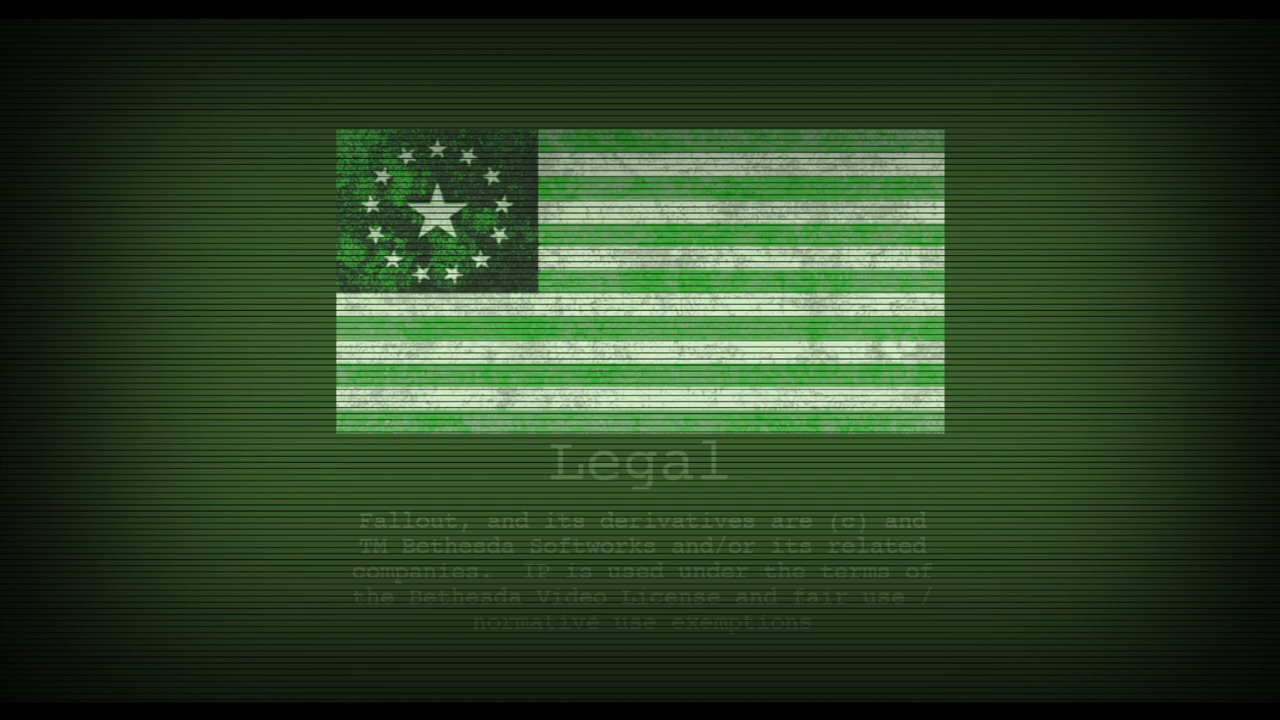 Legal
Fallout, and its derivatives are (c) and
TM Bethesda Softworks and/or its related
companies.  IP is used under the terms of
the Bethesda Video License and fair use /
normative use exemptions